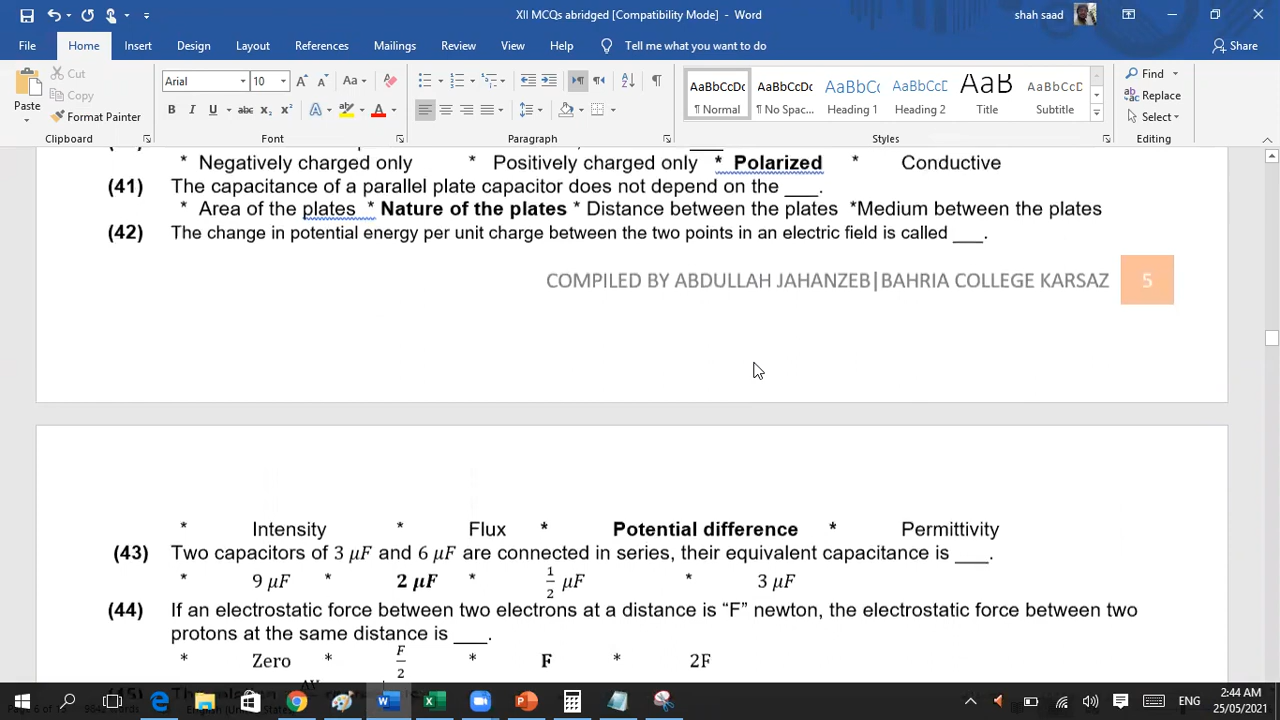 XII MCQs abridged [Compatibility Mode] - Word
shah saad
File Home Insert Draw Design Layout References Mailings Review View Help Tell me what you want to do Share
Paste Cut Copy Format Painter Clipboard
Arial 10 Font
Paragraph
AaBbCcDc ¶ Normal AaBbCcDc ¶ No Spac... AaBbCc Heading 1 AaBbCcC Heading 2 AaB Title AaBbCcC Subtitle Styles
Find Replace Select Editing
* Negatively charged only * Positively charged only * Polarized * Conductive
(41) The capacitance of a parallel plate capacitor does not depend on the ___.
* Area of the plates * Nature of the plates * Distance between the plates *Medium between the plates
(42) The change in potential energy per unit charge between the two points in an electric field is called ___.
COMPILED BY ABDULLAH JAHANZEB|BAHRIA COLLEGE KARSAZ 5
* Intensity * Flux * Potential difference * Permittivity
(43) Two capacitors of 3 μF and 6 μF are connected in series, their equivalent capacitance is ___.
* 9 μF * 2 μF * 1/2 μF * 3 μF
(44) If an electrostatic force between two electrons at a distance is “F” newton, the electrostatic force between two
protons at the same distance is ___.
* Zero * F/2 * F * 2F
ENG 2:44 AM
25/05/2021